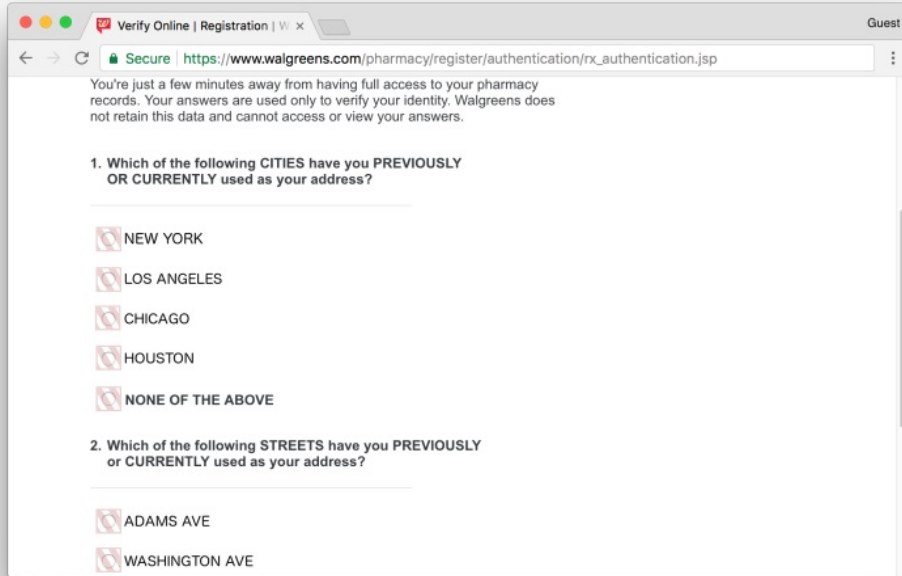 Verify Online | Registration | W
Guest
Secure | https://www.walgreens.com/pharmacy/register/authentication/rx_authentication.jsp
You're just a few minutes away from having full access to your pharmacy
records. Your answers are used only to verify your identity. Walgreens does
not retain this data and cannot access or view your answers.
1. Which of the following CITIES have you PREVIOUSLY
OR CURRENTLY used as your address?
NEW YORK
LOS ANGELES
CHICAGO
HOUSTON
NONE OF THE ABOVE
2. Which of the following STREETS have you PREVIOUSLY
or CURRENTLY used as your address?
ADAMS AVE
WASHINGTON AVE